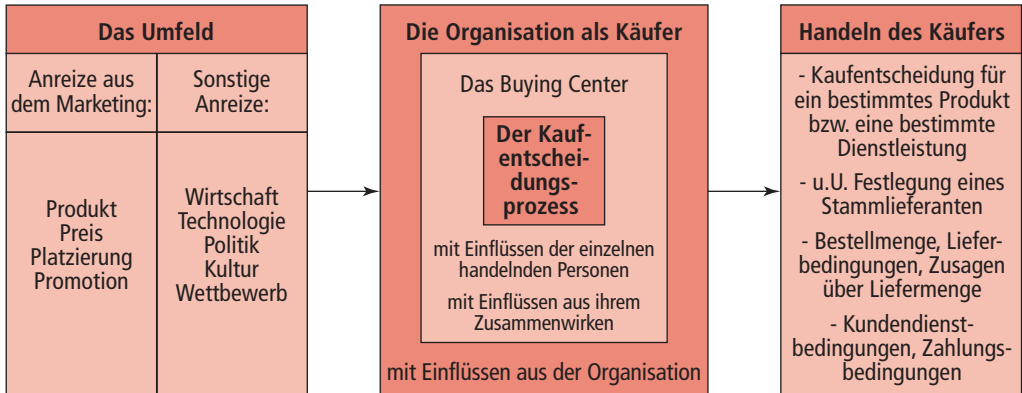 Das Umfeld
Anreize aus
dem Marketing:
Produkt
Preis
Platzierung
Promotion
Sonstige
Anreize:
Wirtschaft
Technologie
Politik
Kultur
Wettbewerb
Die Organisation als Käufer
Das Buying Center
Der Kauf-
entschei-
dungs-
prozess
mit Einflüssen der einzelnen
handelnden Personen
mit Einflüssen aus ihrem
Zusammenwirken
mit Einflüssen aus der Organisation
Handeln des Käufers
- Kaufentscheidung für
ein bestimmtes Produkt
bzw. eine bestimmte
Dienstleistung
- u.U. Festlegung eines
Stammlieferanten
- Bestellmenge, Liefer-
bedingungen, Zusagen
über Liefermenge
- Kundendienst-
bedingungen, Zahlungs-
bedingungen